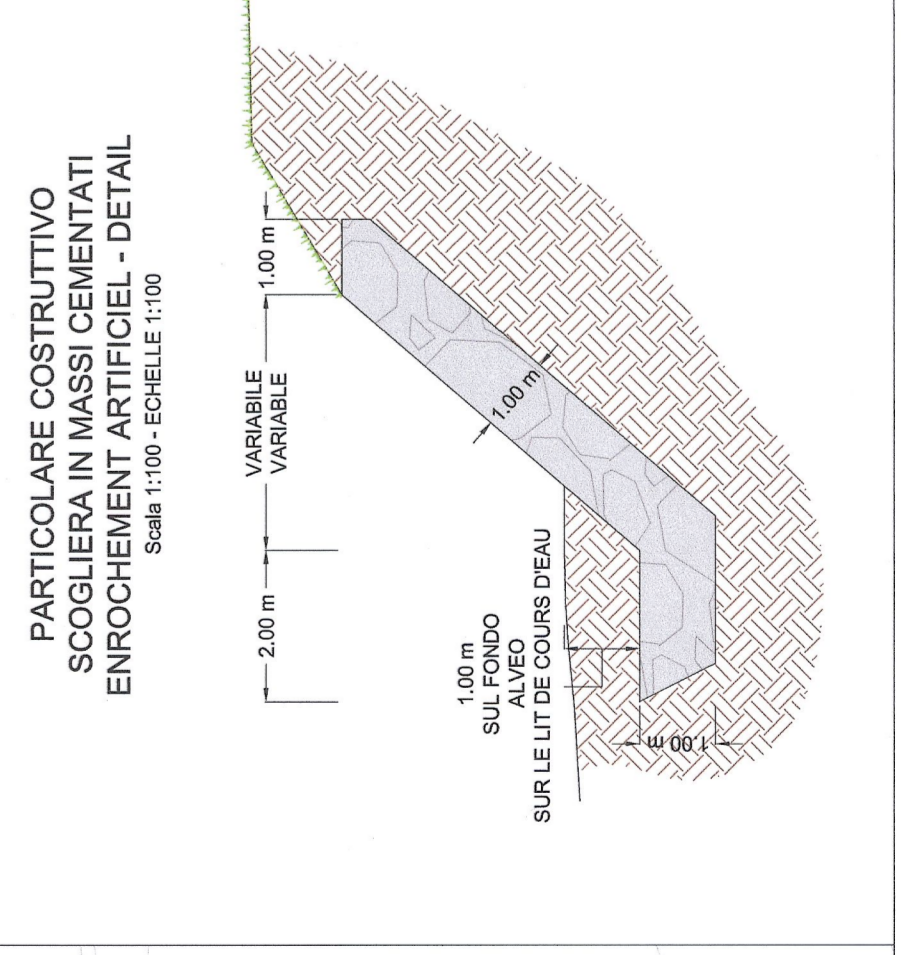 PARTICOLARE COSTRUTTIVO
SCOGLIERA IN MASSI CEMENTATI
ENROCHEMENT ARTIFICIEL - DETAIL
Scala 1:100 - ECHELLE 1:100
2.00 m
VARIABILE
VARIABLE
1.00 m
1.00 m
1.00 m
SUL FONDO
ALVEO
SUR LE LIT DE COURS D'EAU
1.00 m